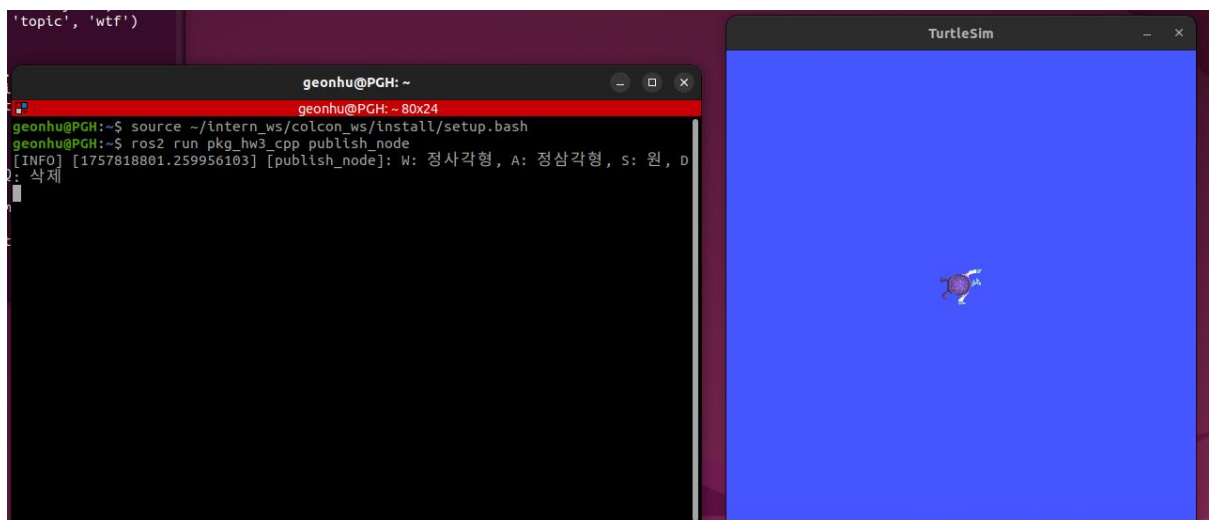 'topic', 'wtf')
geonhu@PGH: ~
geonhu@PGH: ~ 80x24
geonhu@PGH:~$ source ~/intern_ws/colcon_ws/install/setup.bash
geonhu@PGH:~$ ros2 run pkg_hw3_cpp publish_node
[INFO] [1757818801.259956103] [publish_node]: W: 정사각형, A: 정삼각형, S: 원, D
: 삭제
TurtleSim